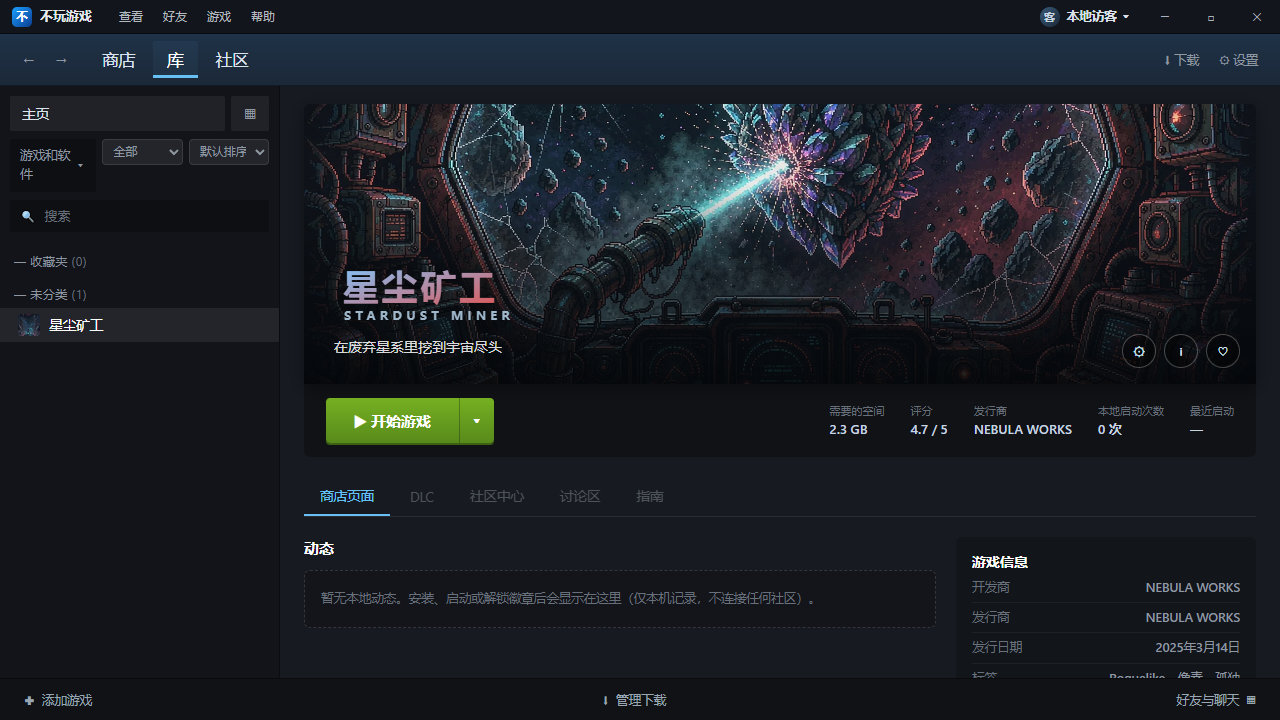 不 不玩游戏 查看 好友 游戏 帮助 客 本地访客
← → 商店 库 社区 下载 设置
主页
游戏和软件 全部 默认排序
搜索
— 收藏夹 (0)
— 未分类 (1)
星尘矿工
星尘矿工
STARDUST MINER
在废弃星系里挖到宇宙尽头
开始游戏
需要的空间 评分 发行商 本地启动次数 最近启动
2.3 GB 4.7 / 5 NEBULA WORKS 0 次 —
商店页面 DLC 社区中心 讨论区 指南
动态
暂无本地动态。安装、启动或解锁徽章后会显示在这里（仅本机记录，不连接任何社区）。
游戏信息
开发商 NEBULA WORKS
发行商 NEBULA WORKS
发行日期 2025年3月14日
标签 Roguelike、像素、孤独
添加游戏 管理下载 好友与聊天